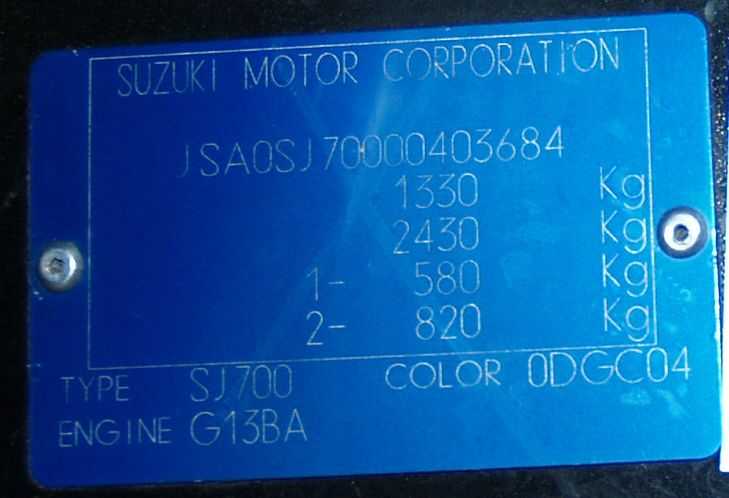 SUZUKI MOTOR CORPORATION
JSA0SJ70000403684
1330 Kg
2430 Kg
1- 580 Kg
2- 820 Kg
TYPE SJ700 COLOR 0DGC04
ENGINE G13BA